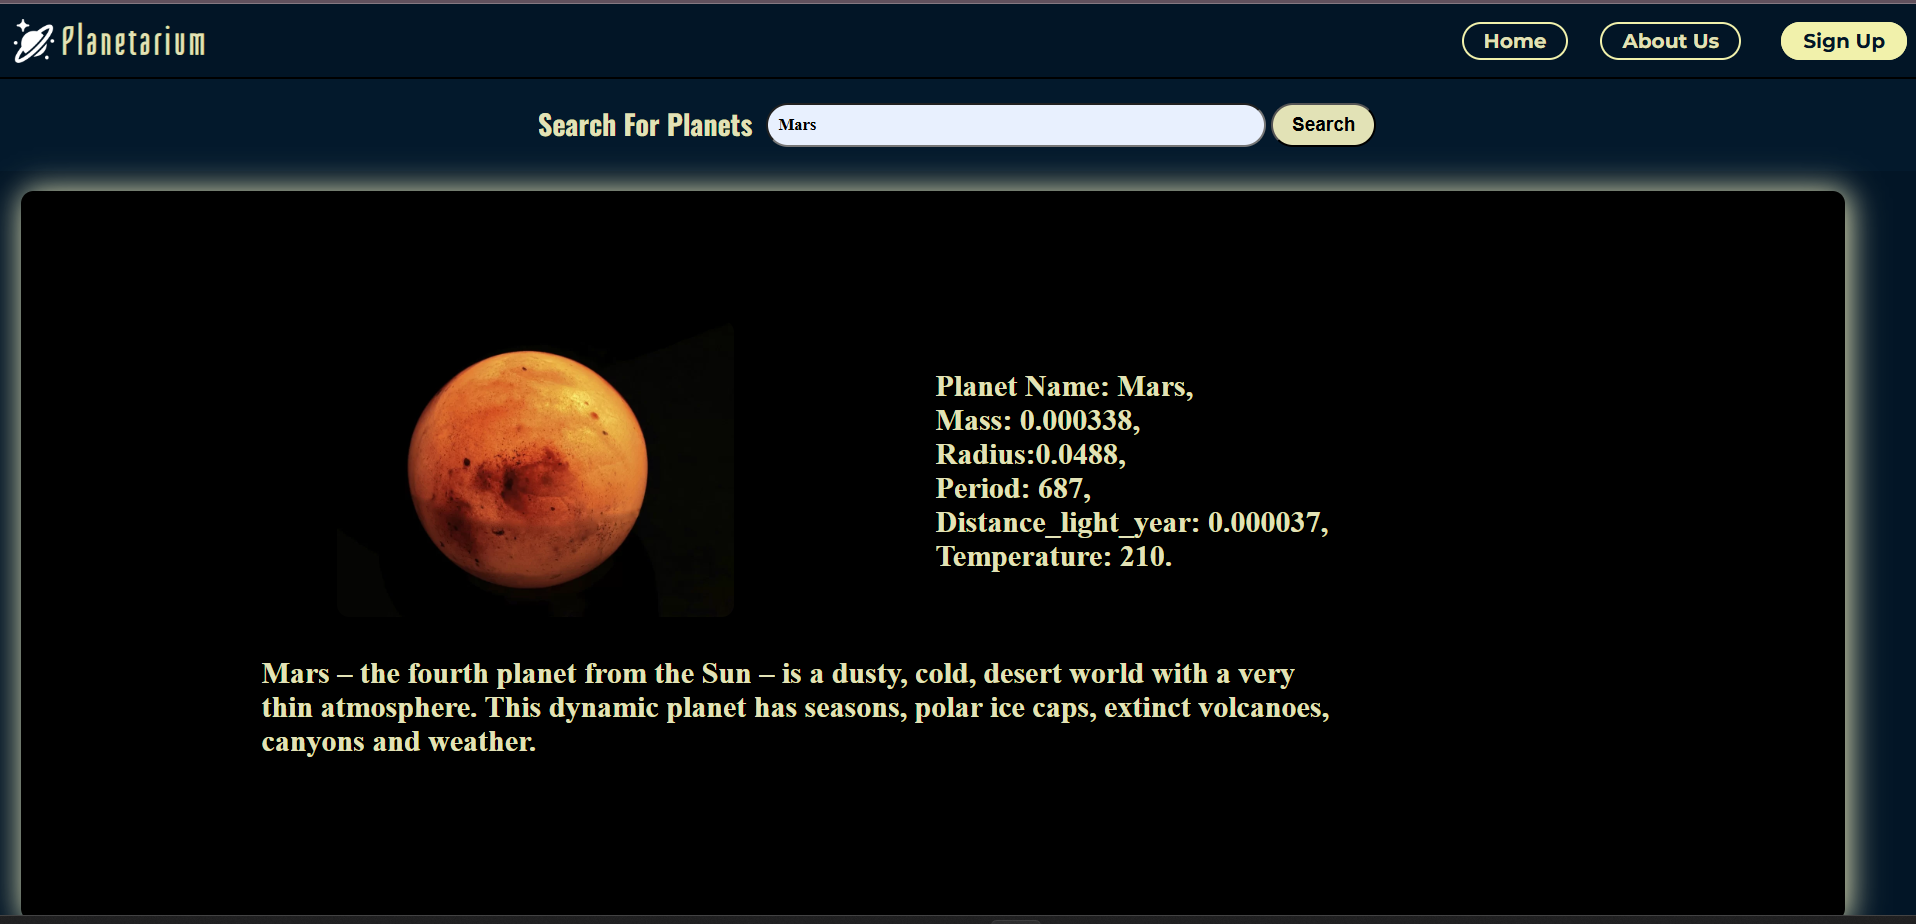 Planetarium
Home
About Us
Sign Up
Search For Planets
Mars
Search
Planet Name: Mars,
Mass: 0.000338,
Radius:0.0488,
Period: 687,
Distance_light_year: 0.000037,
Temperature: 210.
Mars – the fourth planet from the Sun – is a dusty, cold, desert world with a very
thin atmosphere. This dynamic planet has seasons, polar ice caps, extinct volcanoes,
canyons and weather.